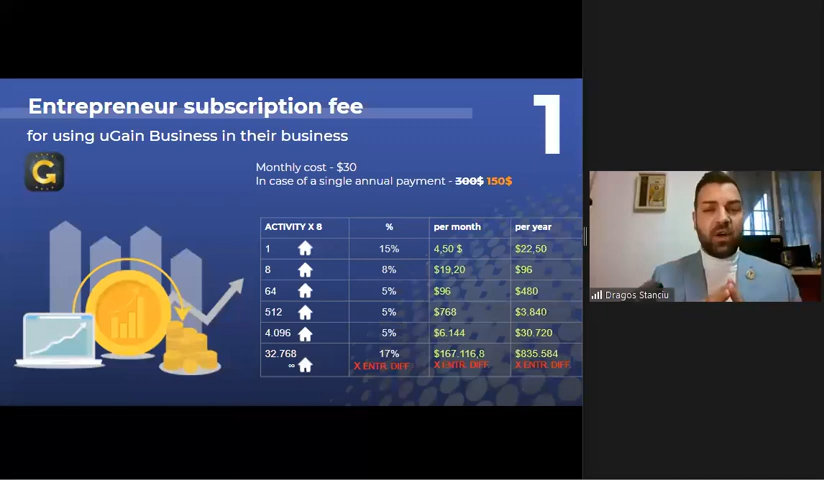 Entrepreneur subscription fee
1
for using uGain Business in their business
G
Monthly cost - $30
In case of a single annual payment - 300$ 150$
ACTIVITY X 8 % per month per year
1 15% 4,50 $ $22,50
8 8% $19,20 $96
64 5% $96 $480
512 5% $768 $3.840
4.096 5% $6.144 $30.720
32.768 17% $167.116,8 $835.584
∞ X ENTR. DIFF X ENTR. DIFF X ENTR. DIFF
Dragos Stanciu